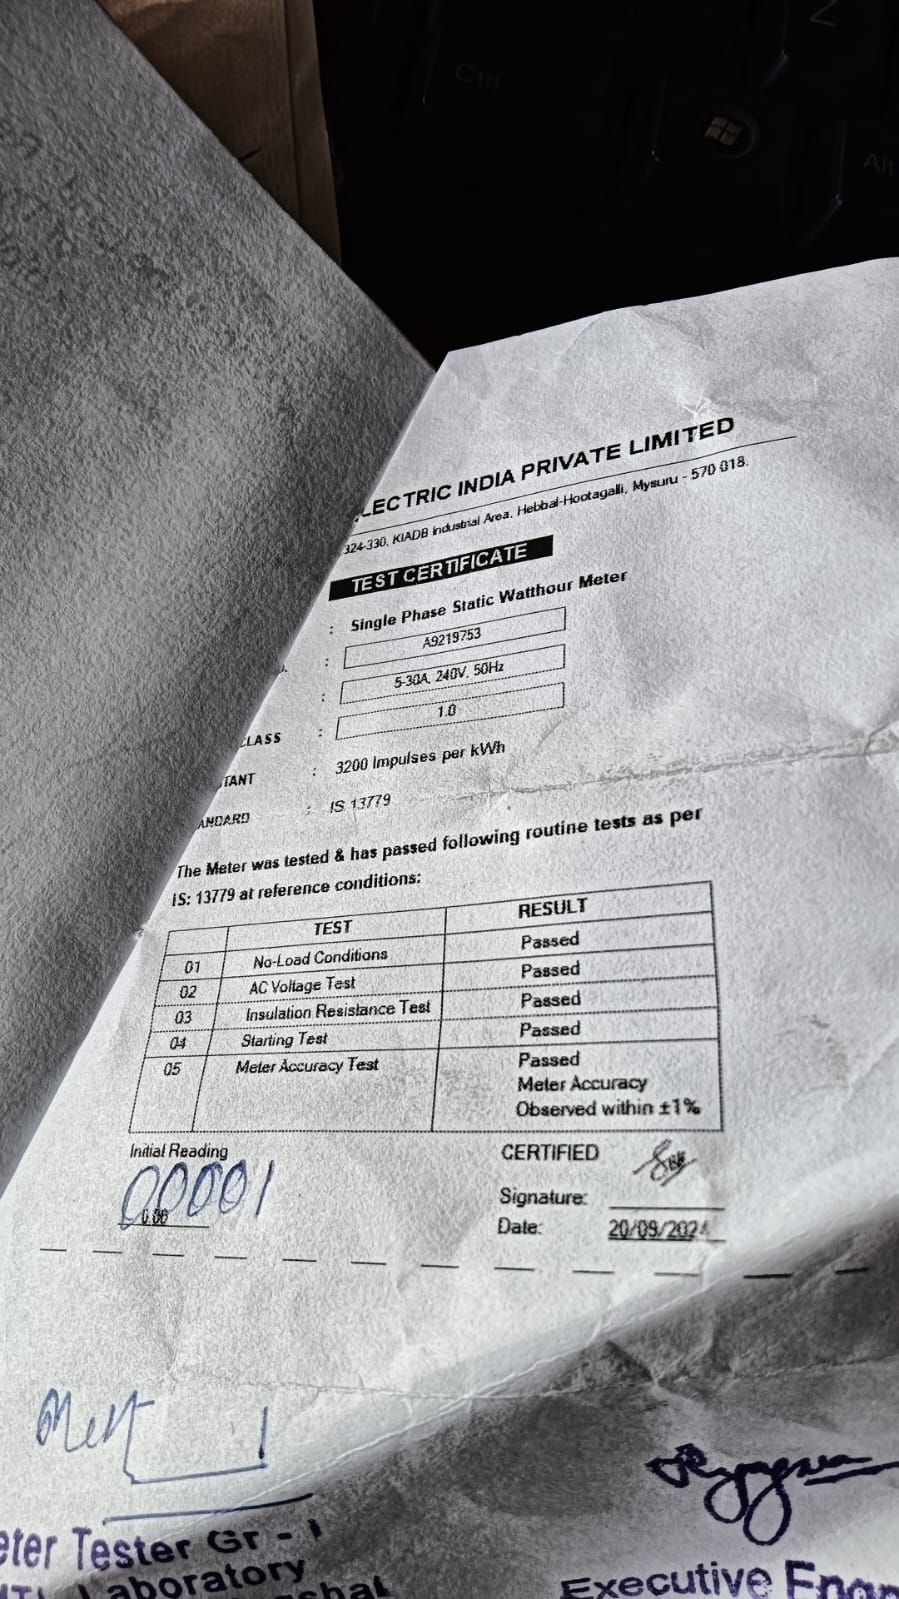 Ctrl
Alt
LECTRIC INDIA PRIVATE LIMITED
324-330, KIADB Industrial Area, Hebbal-Hootagalli, Mysuru - 570 018.
TEST CERTIFICATE
: Single Phase Static Watthour Meter
: A9219753
: 5-30A, 240V, 50Hz
LASS : 1.0
TANT : 3200 Impulses per kWh
ANDARD : IS 13779
The Meter was tested & has passed following routine tests as per
IS: 13779 at reference conditions:
TEST RESULT
01 No-Load Conditions Passed
02 AC Voltage Test Passed
03 Insulation Resistance Test Passed
04 Starting Test Passed
05 Meter Accuracy Test Passed
Meter Accuracy
Observed within ±1%
Initial Reading CERTIFIED
00001
0.00
Signature:
Date: 20/09/2024
eter Tester Gr - 1
Laboratory
Executive Eng